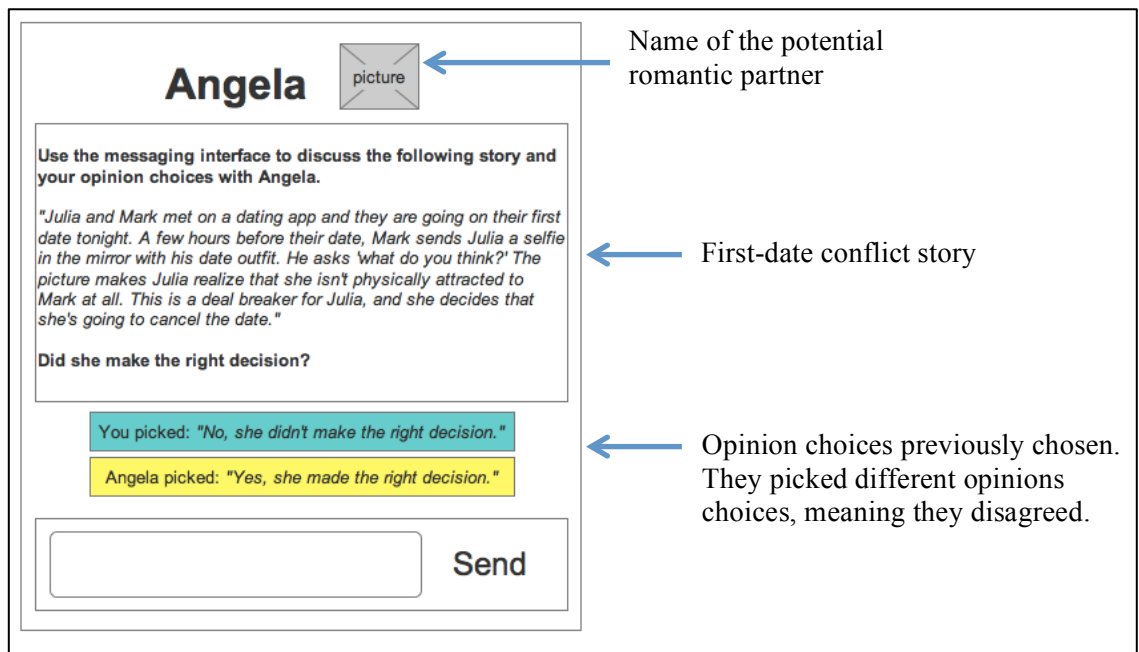 Angela
picture
Name of the potential
romantic partner
Use the messaging interface to discuss the following story and
your opinion choices with Angela.
"Julia and Mark met on a dating app and they are going on their first
date tonight. A few hours before their date, Mark sends Julia a selfie
in the mirror with his date outfit. He asks 'what do you think?' The
picture makes Julia realize that she isn't physically attracted to
Mark at all. This is a deal breaker for Julia, and she decides that
she's going to cancel the date."
Did she make the right decision?
First-date conflict story
You picked: "No, she didn't make the right decision."
Angela picked: "Yes, she made the right decision."
Opinion choices previously chosen.
They picked different opinions
choices, meaning they disagreed.
Send